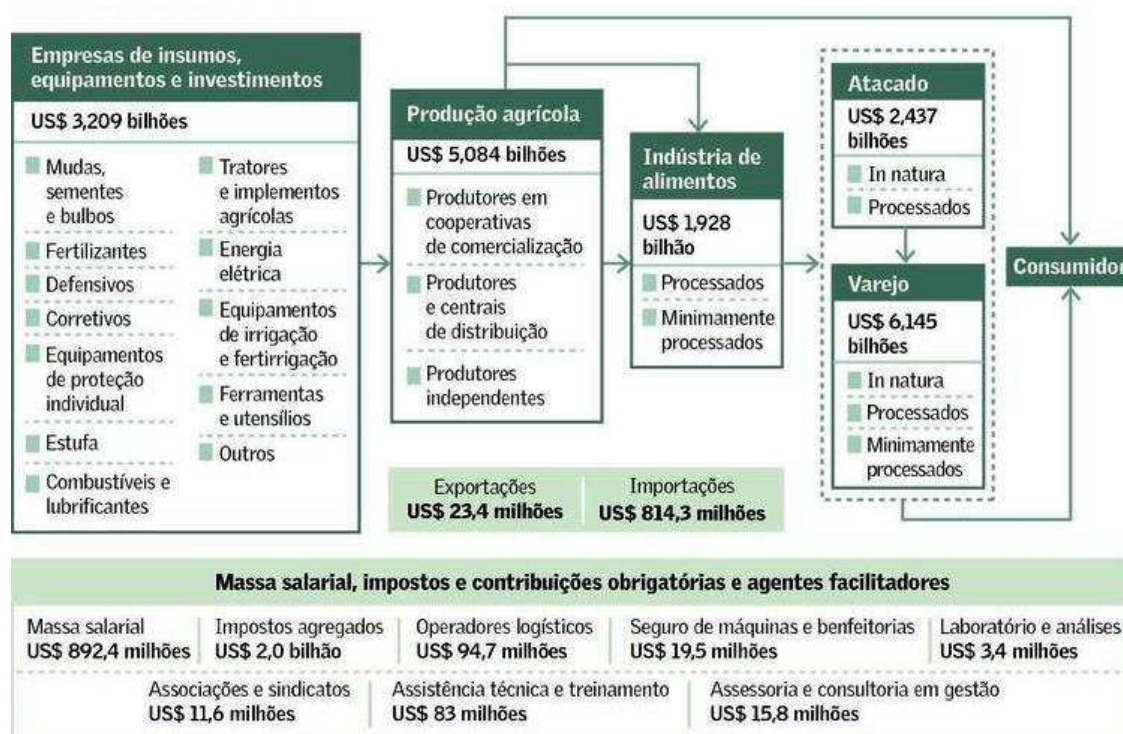 Empresas de insumos,
equipamentos e investimentos
US$ 3,209 bilhões
Mudas,
sementes
e bulbos
Fertilizantes
Defensivos
Corretivos
Equipamentos
de proteção
individual
Estufa
Combustíveis e
lubrificantes
Tratores
e implementos
agrícolas
Energia
elétrica
Equipamentos
de irrigação
e fertirrigação
Ferramentas
e utensílios
Outros
Produção agrícola
US$ 5,084 bilhões
Produtores em
cooperativas
de comercialização
Produtores
e centrais
de distribuição
Produtores
independentes
Indústria de
alimentos
US$ 1,928
bilhão
Processados
Minimamente
processados
Atacado
US$ 2,437
bilhões
In natura
Processados
Varejo
US$ 6,145
bilhões
In natura
Processados
Minimamente
processados
Consumidor
Exportações
US$ 23,4 milhões
Importações
US$ 814,3 milhões
Massa salarial, impostos e contribuições obrigatórias e agentes facilitadores
Massa salarial
US$ 892,4 milhões
Impostos agregados
US$ 2,0 bilhão
Operadores logísticos
US$ 94,7 milhões
Seguro de máquinas e benfeitorias
US$ 19,5 milhões
Laboratório e análises
US$ 3,4 milhões
Associações e sindicatos
US$ 11,6 milhões
Assistência técnica e treinamento
US$ 83 milhões
Assessoria e consultoria em gestão
US$ 15,8 milhões